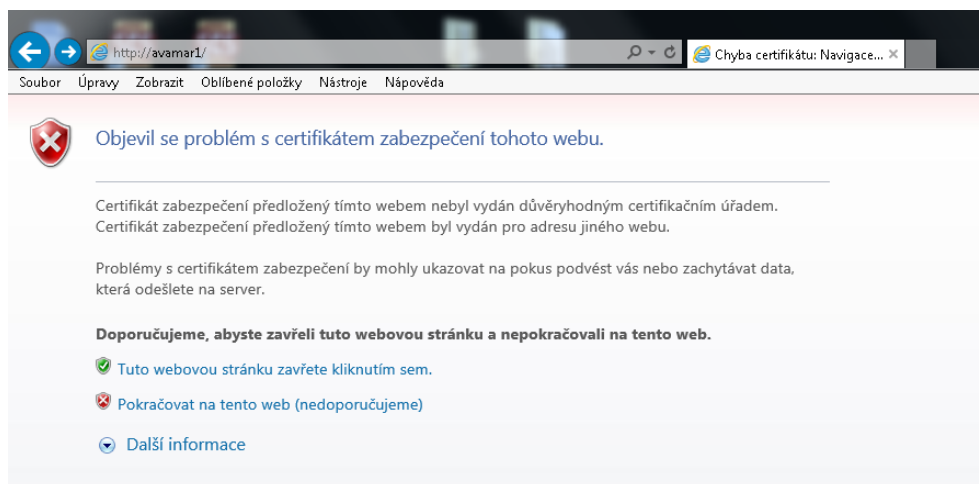 http://avamar1/
Chyba certifikátu: Navigace...
Soubor Úpravy Zobrazit Oblíbené položky Nástroje Nápověda
Objevil se problém s certifikátem zabezpečení tohoto webu.
Certifikát zabezpečení předložený tímto webem nebyl vydán důvěryhodným certifikačním úřadem.
Certifikát zabezpečení předložený tímto webem byl vydán pro adresu jiného webu.
Problémy s certifikátem zabezpečení by mohly ukazovat na pokus podvést vás nebo zachytávat data,
která odešlete na server.
Doporučujeme, abyste zavřeli tuto webovou stránku a nepokračovali na tento web.
Tuto webovou stránku zavřete kliknutím sem.
Pokračovat na tento web (nedoporučujeme)
Další informace